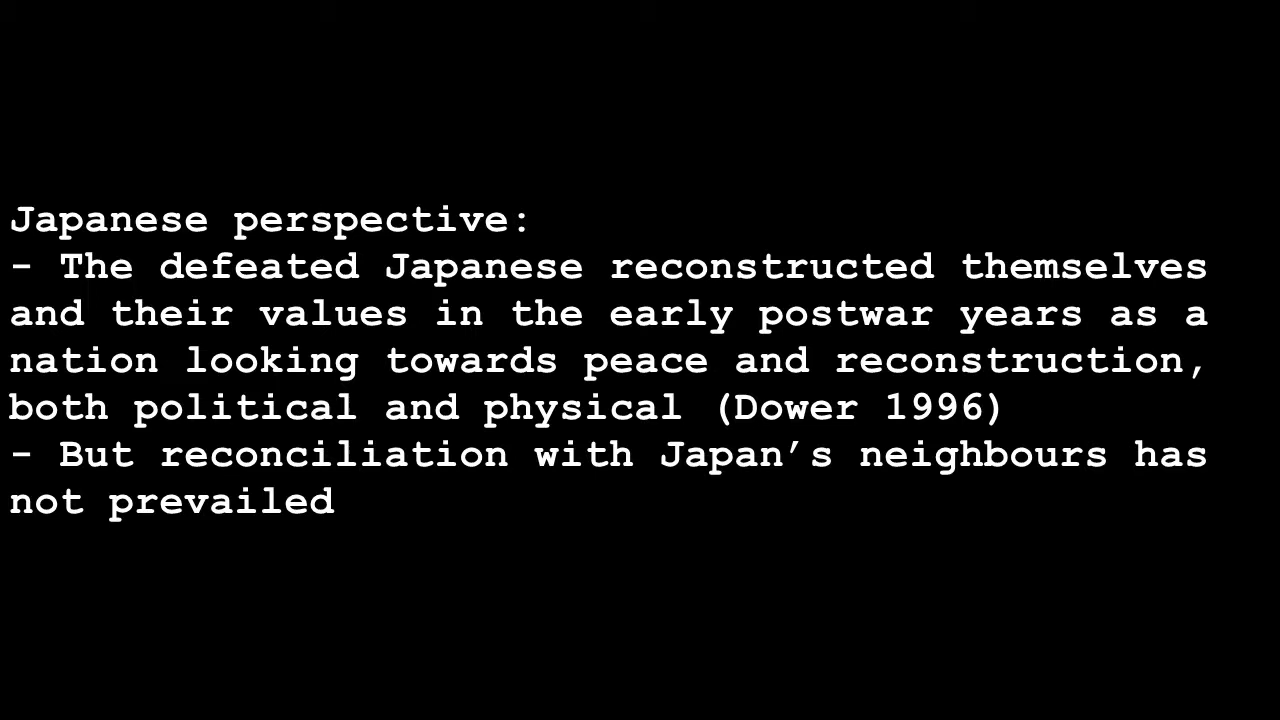 Japanese perspective:
- The defeated Japanese reconstructed themselves
and their values in the early postwar years as a
nation looking towards peace and reconstruction,
both political and physical (Dower 1996)
- But reconciliation with Japan’s neighbours has
not prevailed